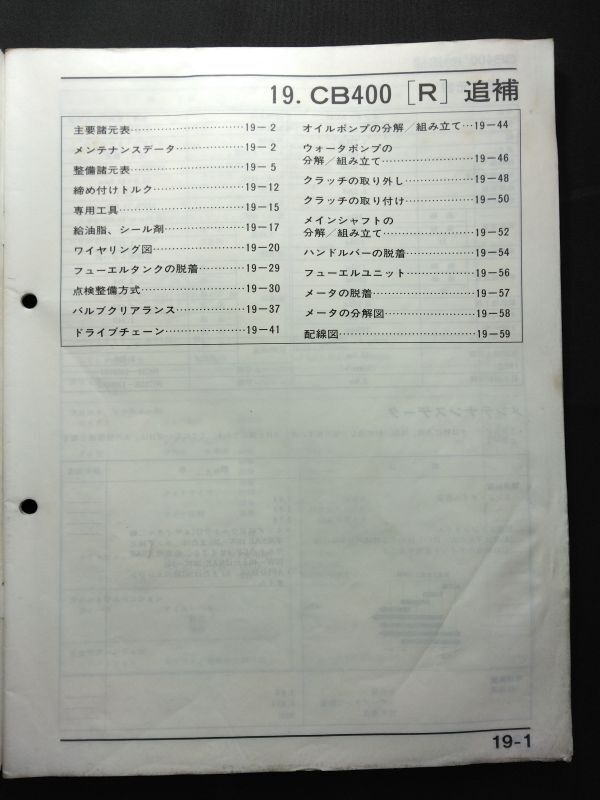 19. CB400 [R] 追補
主要諸元表…………………………19-2
メンテナンスデータ………………19-2
整備諸元表…………………………19-5
締め付けトルク……………………19-12
専用工具……………………………19-15
給油脂、シール剤…………………19-17
ワイヤリング図……………………19-20
フューエルタンクの脱着…………19-29
点検整備方式………………………19-30
バルブクリアランス………………19-37
ドライブチェーン…………………19-41
オイルポンプの分解/組み立て…19-44
ウォータポンプの
分解/組み立て……………………19-46
クラッチの取り外し………………19-48
クラッチの取り付け………………19-50
メインシャフトの
分解/組み立て……………………19-52
ハンドルバーの脱着………………19-54
フューエルユニット………………19-56
メータの脱着………………………19-57
メータの分解図……………………19-58
配線図………………………………19-59
19-1